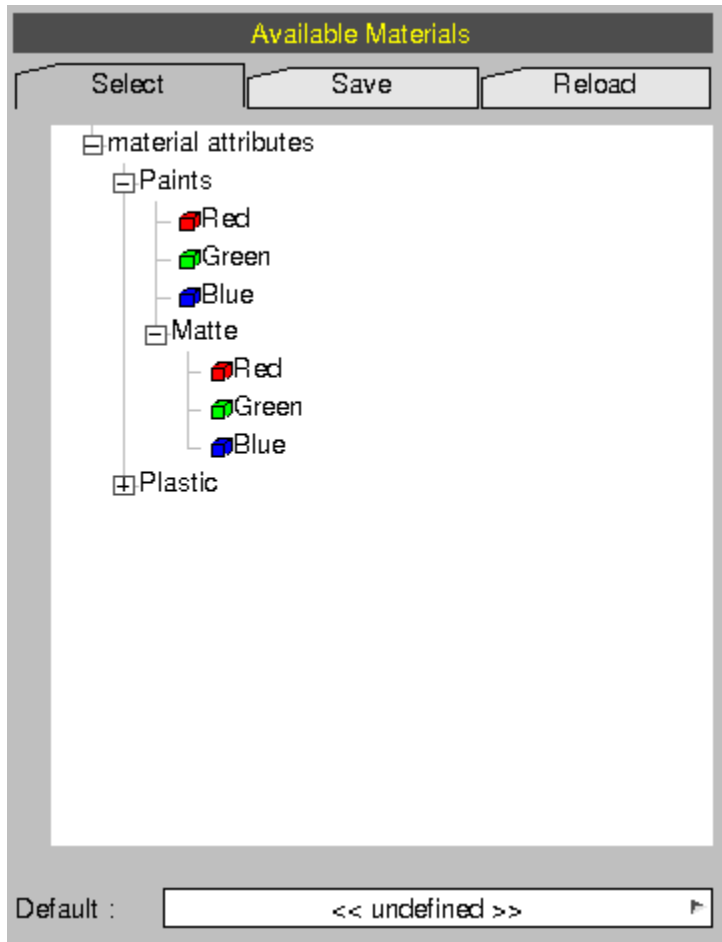 Available Materials
Select Save Reload
material attributes
Paints
Red
Green
Blue
Matte
Red
Green
Blue
Plastic
Default : << undefined >>